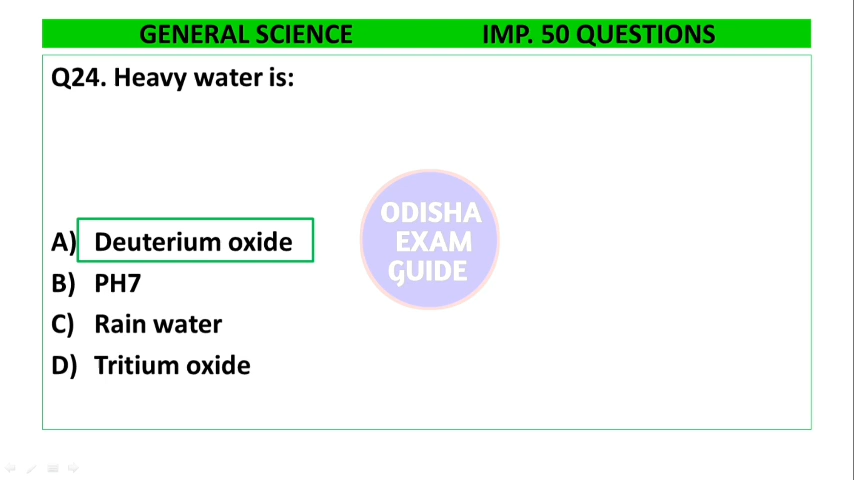 GENERAL SCIENCE IMP. 50 QUESTIONS
Q24. Heavy water is:
ODISHA
EXAM
GUIDE
A) Deuterium oxide
B) PH7
C) Rain water
D) Tritium oxide